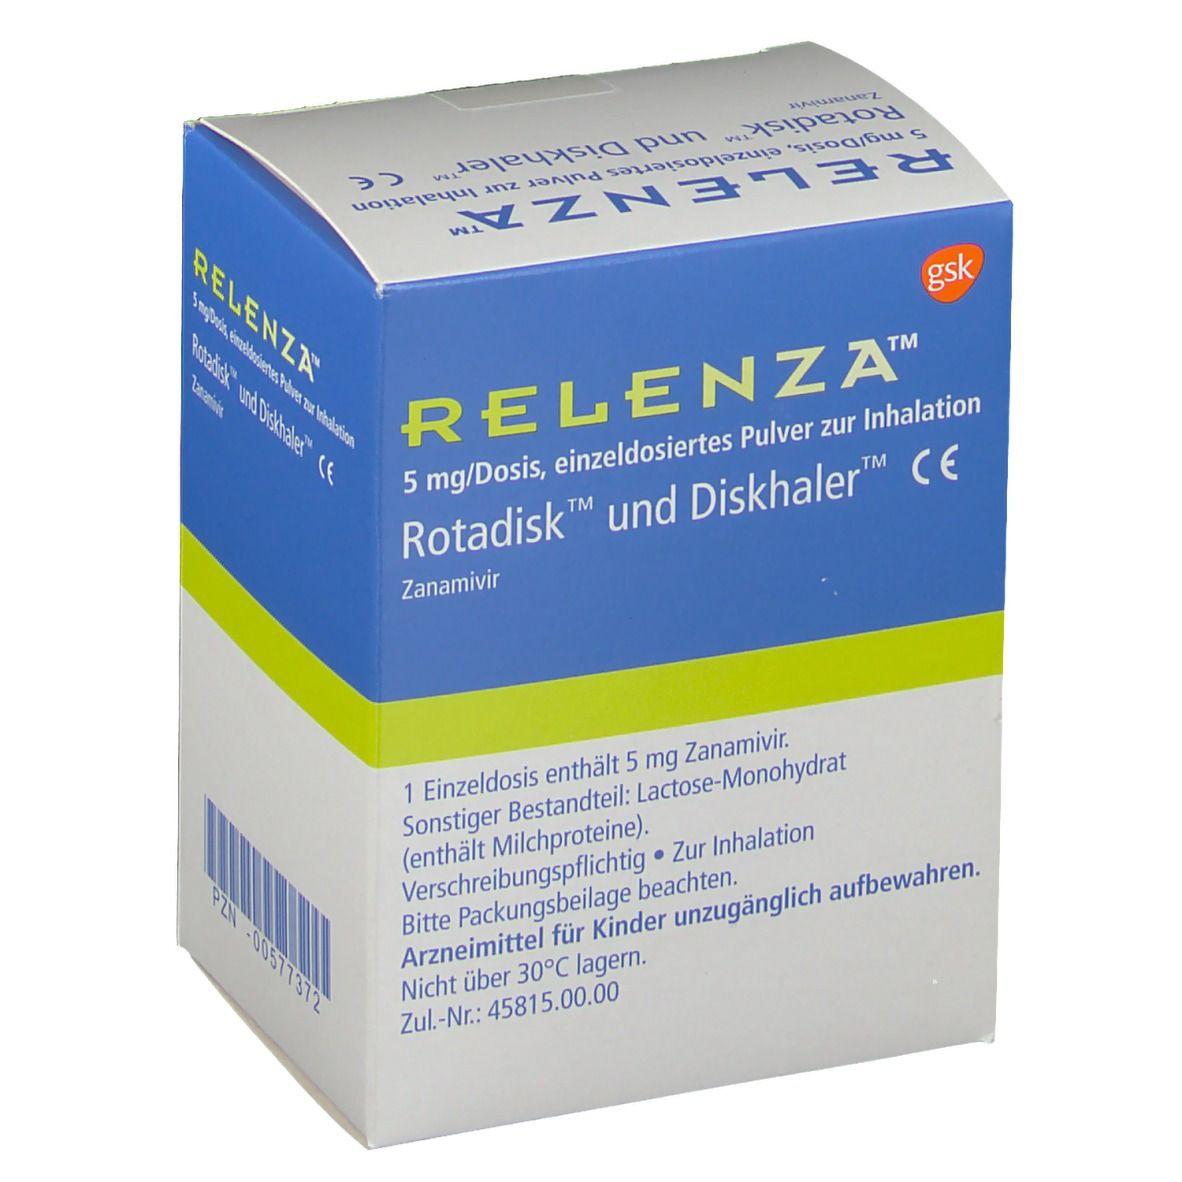 RELENZA™
5 mg/Dosis, einzeldosiertes Pulver zur Inhalation
Rotadisk™ und Diskhaler™ CE
Zanamivir
gsk
RELENZA™
5 mg/Dosis, einzeldosiertes Pulver zur Inhalation
Rotadisk™ und Diskhaler™ CE
Zanamivir
RELENZA™
5 mg/Dosis, einzeldosiertes Pulver zur Inhalation
Rotadisk™ und Diskhaler™ CE
Zanamivir
1 Einzeldosis enthält 5 mg Zanamivir.
Sonstiger Bestandteil: Lactose-Monohydrat
(enthält Milchproteine).
Verschreibungspflichtig • Zur Inhalation
Bitte Packungsbeilage beachten.
Arzneimittel für Kinder unzugänglich aufbewahren.
Nicht über 30°C lagern.
Zul.-Nr.: 45815.00.00
PZN -00577372